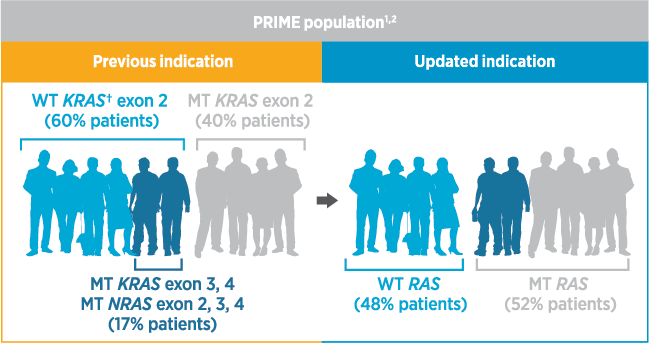 PRIME population1,2
Previous indication
Updated indication
WT KRAS† exon 2
(60% patients)
MT KRAS exon 2
(40% patients)
MT KRAS exon 3, 4
MT NRAS exon 2, 3, 4
(17% patients)
WT RAS
(48% patients)
MT RAS
(52% patients)